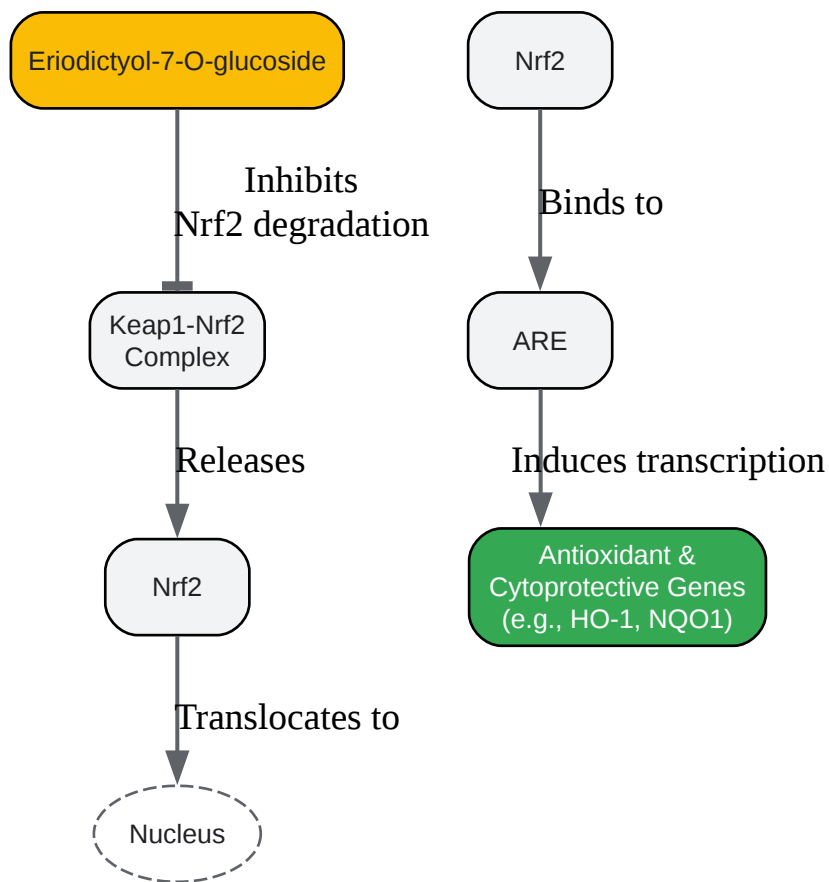 Eriodictyol-7-O-glucoside
Inhibits
Nrf2 degradation
Keap1-Nrf2
Complex
Releases
Nrf2
Translocates to
Nucleus
Nrf2
Binds to
ARE
Induces transcription
Antioxidant &
Cytoprotective Genes
(e.g., HO-1, NQO1)